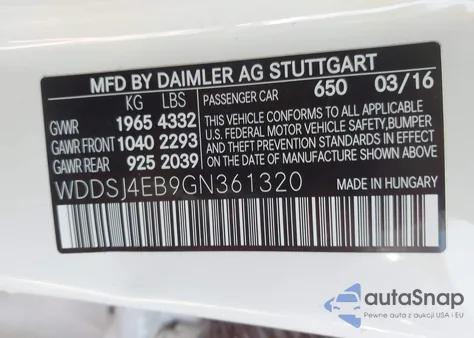 MFD BY DAIMLER AG STUTTGART
KG LBS PASSENGER CAR 650 03/16
GVWR 1965 4332
GAWR FRONT 1040 2293
GAWR REAR 925 2039
THIS VEHICLE CONFORMS TO ALL APPLICABLE
U.S. FEDERAL MOTOR VEHICLE SAFETY, BUMPER
AND THEFT PREVENTION STANDARDS IN EFFECT
ON THE DATE OF MANUFACTURE SHOWN ABOVE
WDDSJ4EB9GN361320 MADE IN HUNGARY
autoSnap
Pewne auta z aukcji USA i EU